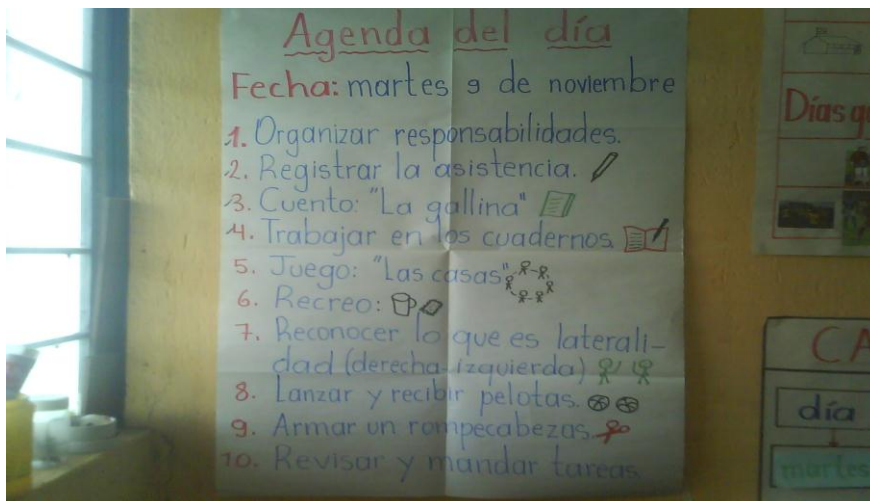 Agenda del día
Fecha: martes 9 de noviembre
1. Organizar responsabilidades.
2. Registrar la asistencia.
3. Cuento: "La gallina"
4. Trabajar en los cuadernos.
5. Juego: "Las casas".
6. Recreo:
7. Reconocer lo que es laterali-
dad (derecha-izquierda)
8. Lanzar y recibir pelotas.
9. Armar un rompecabezas.
10. Revisar y mandar tareas
Días
CA
día
martes